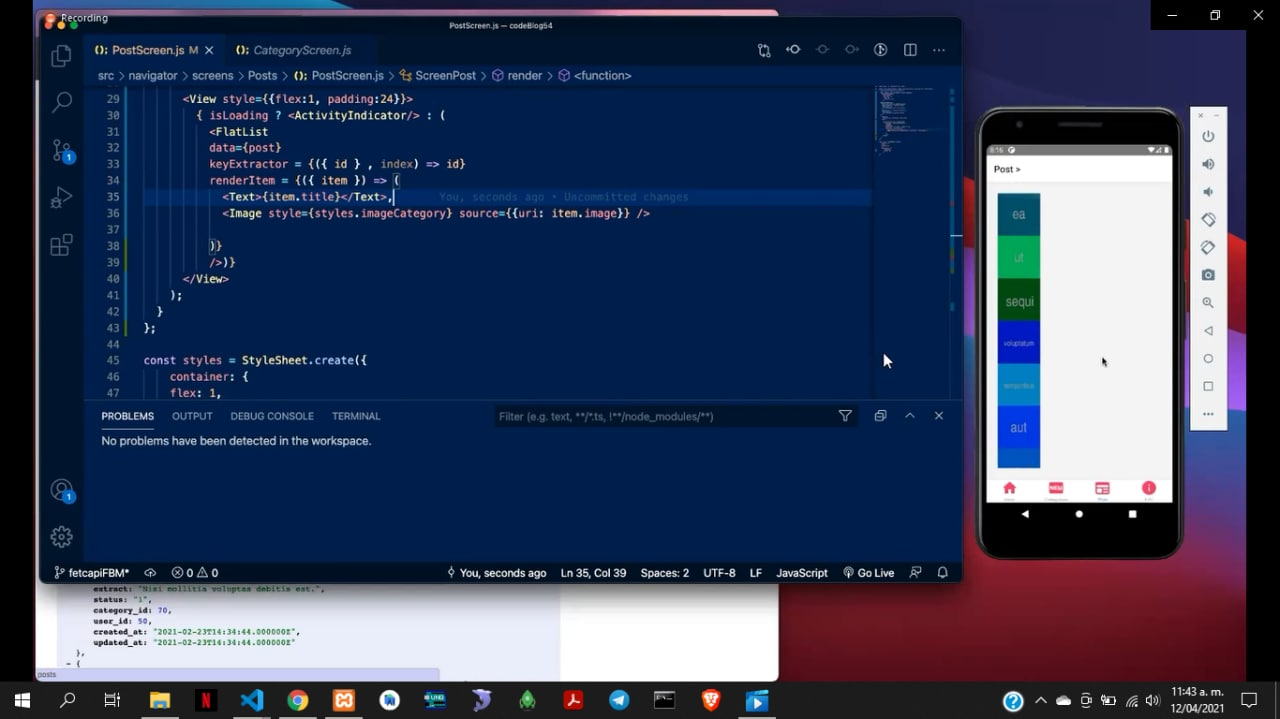 Recording
PostScreen.js — codeBlog54
PostScreen.js M
CategoryScreen.js
src > navigator > screens > Posts > PostScreen.js > ScreenPost > render > <function>
29 <View style={{flex:1, padding:24}}>
30 { isLoading ? <ActivityIndicator/> : (
31 <FlatList
32 data={post}
33 keyExtractor = {({ id } , index) => id}
34 renderItem = {({ item }) => (
35 <Text>{item.title}</Text>, You, seconds ago • Uncommitted changes
36 <Image style={styles.imageCategory} source={{uri: item.image}} />
37
38 )}
39 />)}
40 </View>
41 );
42 }
43 };
44
45 const styles = StyleSheet.create({
46 container: {
47 flex: 1,
PROBLEMS OUTPUT DEBUG CONSOLE TERMINAL
Filter (e.g. text, **/*.ts, !**/node_modules/**)
No problems have been detected in the workspace.
1
1
fetcapiFBM* 0 0 You, seconds ago Ln 35, Col 39 Spaces: 2 UTF-8 LF JavaScript Go Live
extract: "Nisi mollitia voluptas debitis est.",
status: "1",
category_id: 70,
user_id: 50,
created_at: "2021-02-23T14:34:44.000000Z",
updated_at: "2021-02-23T14:34:44.000000Z"
},
- {
posts
Post >
ea
ut
sequi
voluptatum
aut
NEW
11:43 a. m.
12/04/2021